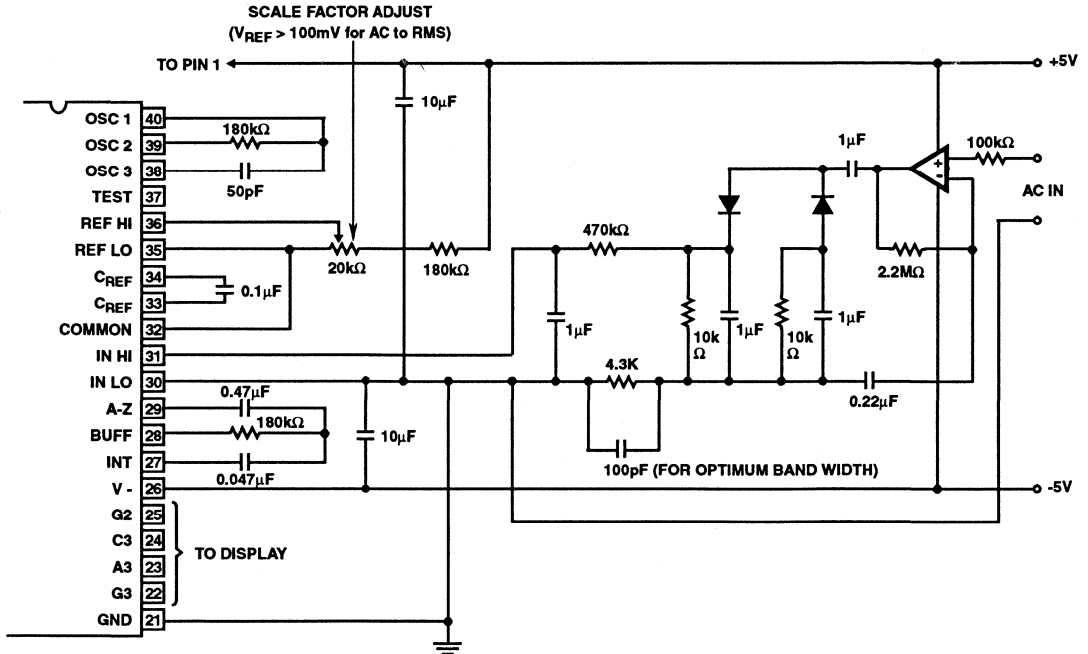 SCALE FACTOR ADJUST
(VREF > 100mV for AC to RMS)
TO PIN 1
+5V
10µF
OSC 1 40
180kΩ
OSC 2 39
OSC 3 38
50pF
TEST 37
REF HI 36
REF LO 35
20kΩ
180kΩ
CREF 34
0.1µF
CREF 33
COMMON 32
IN HI 31
IN LO 30
0.47µF
A-Z 29
180kΩ
BUFF 28
INT 27
0.047µF
V - 26
10µF
G2 25
C3 24
TO DISPLAY
A3 23
G3 22
GND 21
470kΩ
1µF
4.3K
100pF (FOR OPTIMUM BAND WIDTH)
10k
Ω
1µF
10k
Ω
1µF
1µF
+
-
100kΩ
AC IN
2.2MΩ
0.22µF
-5V